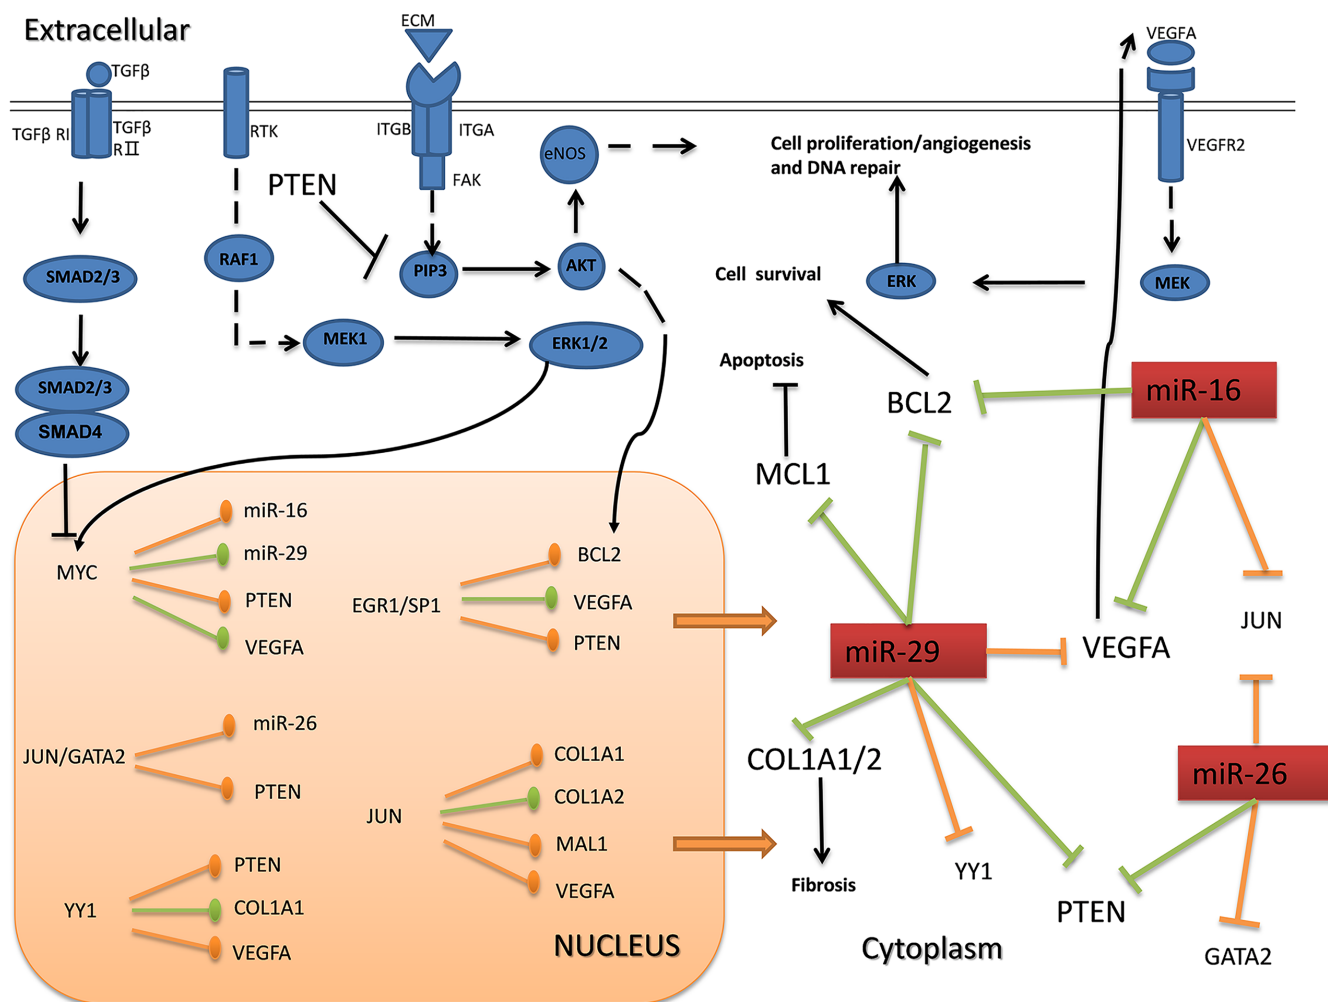 Extracellular
ECM
VEGFA
TGFβ
TGFβ RI
TGFβ
RII
RTK
ITGB
ITGA
FAK
VEGFR2
eNOS
Cell proliferation/angiogenesis
and DNA repair
PTEN
RAF1
PIP3
AKT
SMAD2/3
Cell survival
ERK
MEK
MEK1
ERK1/2
Apoptosis
SMAD2/3
SMAD4
BCL2
miR-16
MCL1
MYC
miR-16
miR-29
PTEN
VEGFA
EGR1/SP1
BCL2
VEGFA
PTEN
miR-29
VEGFA
JUN
JUN/GATA2
miR-26
PTEN
JUN
COL1A1
COL1A2
MAL1
VEGFA
COL1A1/2
miR-26
Fibrosis
YY1
PTEN
GATA2
YY1
PTEN
COL1A1
VEGFA
NUCLEUS
Cytoplasm